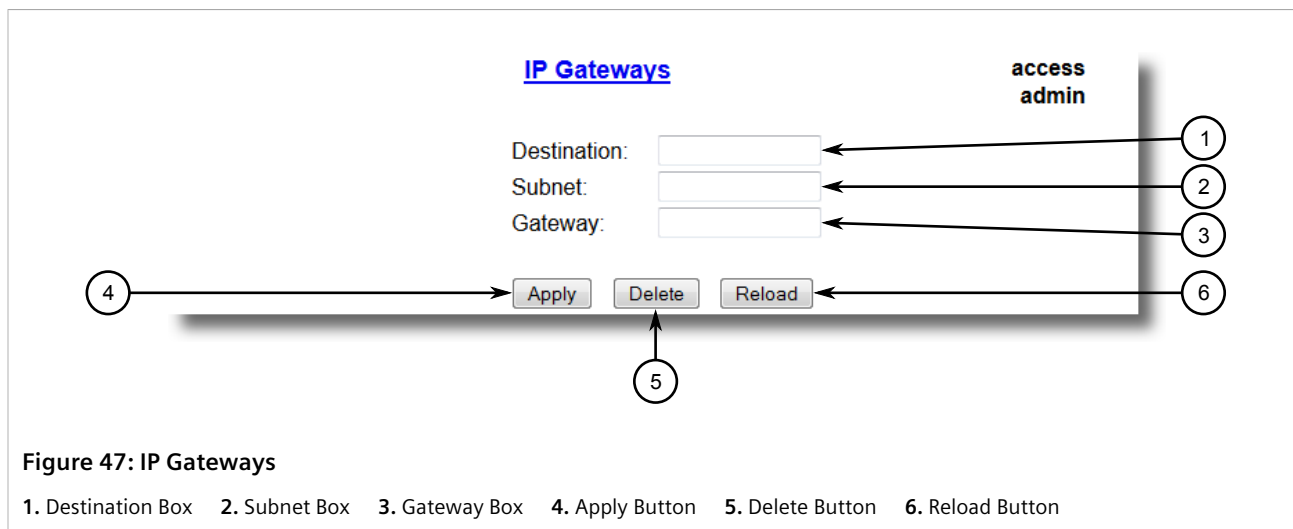 IP Gateways
access
admin
Destination:
1
Subnet:
2
Gateway:
3
4
Apply Delete Reload
6
5
Figure 47: IP Gateways
1. Destination Box 2. Subnet Box 3. Gateway Box 4. Apply Button 5. Delete Button 6. Reload Button